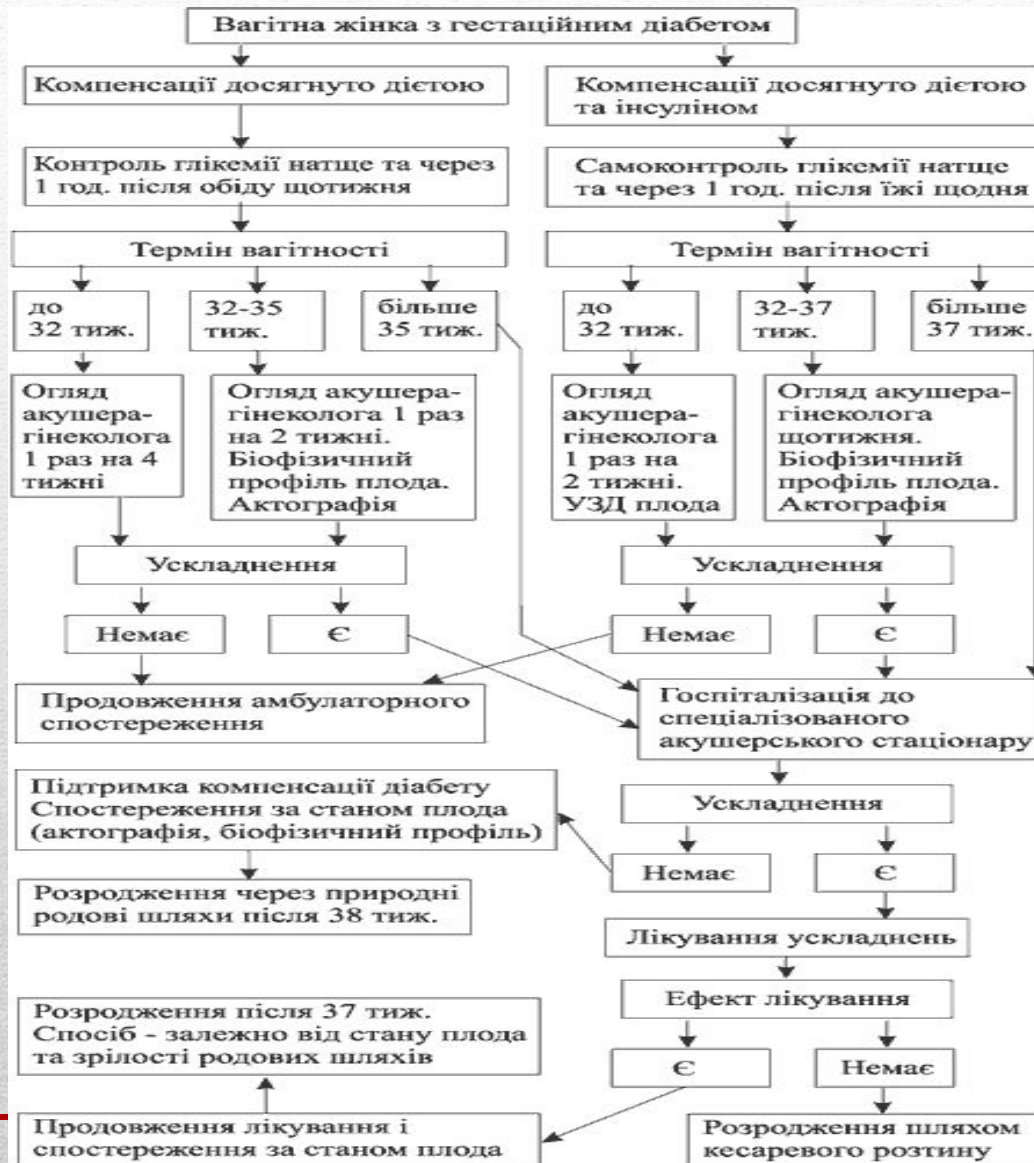 Вагітна жінка з гестаційним діабетом
Компенсації досягнуто дієтою
Компенсації досягнуто дієтою
та інсуліном
Контроль глікемії натще та через
1 год. після обіду щотижня
Самоконтроль глікемії натще
та через 1 год. після їжі щодня
Термін вагітності
Термін вагітності
до
32 тиж.
32-35
тиж.
більше
35 тиж.
до
32 тиж.
32-37
тиж.
більше
37 тиж.
Огляд
акушера-
гінеколога
1 раз на 4
тижні
Огляд акушера-
гінеколога 1 раз
на 2 тижні.
Біофізичний
профіль плода.
Актографія
Огляд
акушера-
гінеколога
1 раз на
2 тижні.
УЗД плода
Огляд акушера-
гінеколога
щотижня.
Біофізичний
профіль плода.
Актографія
Ускладнення
Ускладнення
Немає
Є
Немає
Є
Продовження амбулаторного
спостереження
Госпіталізація до
спеціалізованого
акушерського стаціонару
Підтримка компенсації діабету
Спостереження за станом плода
(актографія, біофізичний профіль)
Ускладнення
Немає
Є
Розродження через природні
родові шляхи після 38 тиж.
Лікування ускладнень
Ефект лікування
Розродження після 37 тиж.
Спосіб - залежно від стану плода
та зрілості родових шляхів
Є
Немає
Продовження лікування і
спостереження за станом плода
Розродження шляхом
кесаревого розтину